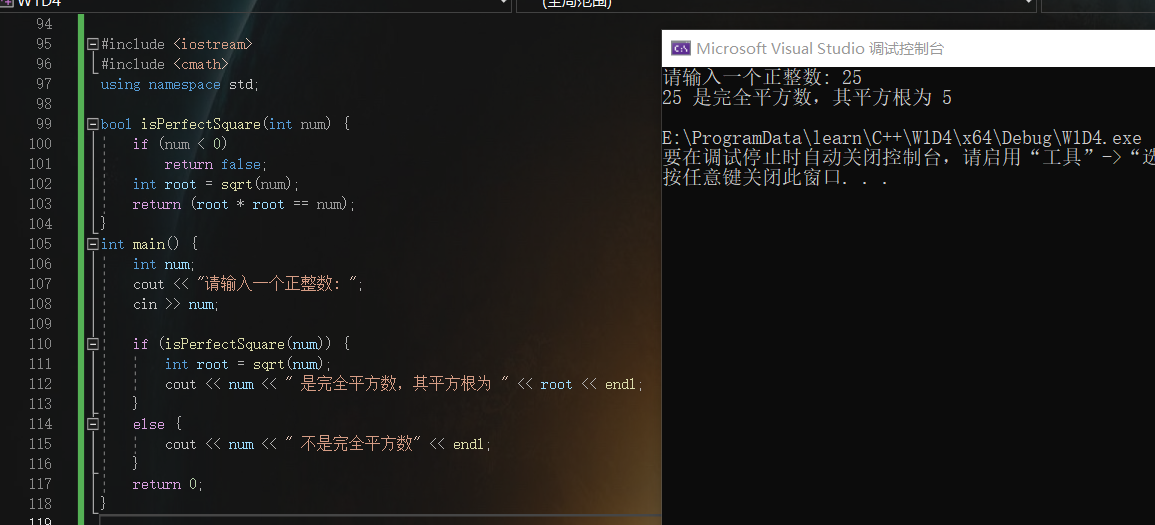 W1D4
(全局范围)
94
95 #include <iostream>
96 #include <cmath>
97 using namespace std;
98
99 bool isPerfectSquare(int num) {
100 if (num < 0)
101 return false;
102 int root = sqrt(num);
103 return (root * root == num);
104 }
105 int main() {
106 int num;
107 cout << "请输入一个正整数: ";
108 cin >> num;
109
110 if (isPerfectSquare(num)) {
111 int root = sqrt(num);
112 cout << num << " 是完全平方数，其平方根为 " << root << endl;
113 }
114 else {
115 cout << num << " 不是完全平方数" << endl;
116 }
117 return 0;
118 }
119
Microsoft Visual Studio 调试控制台
请输入一个正整数: 25
25 是完全平方数，其平方根为 5
E:\ProgramData\learn\C++\W1D4\x64\Debug\W1D4.exe
要在调试停止时自动关闭控制台，请启用“工具”->“选
按任意键关闭此窗口. . .